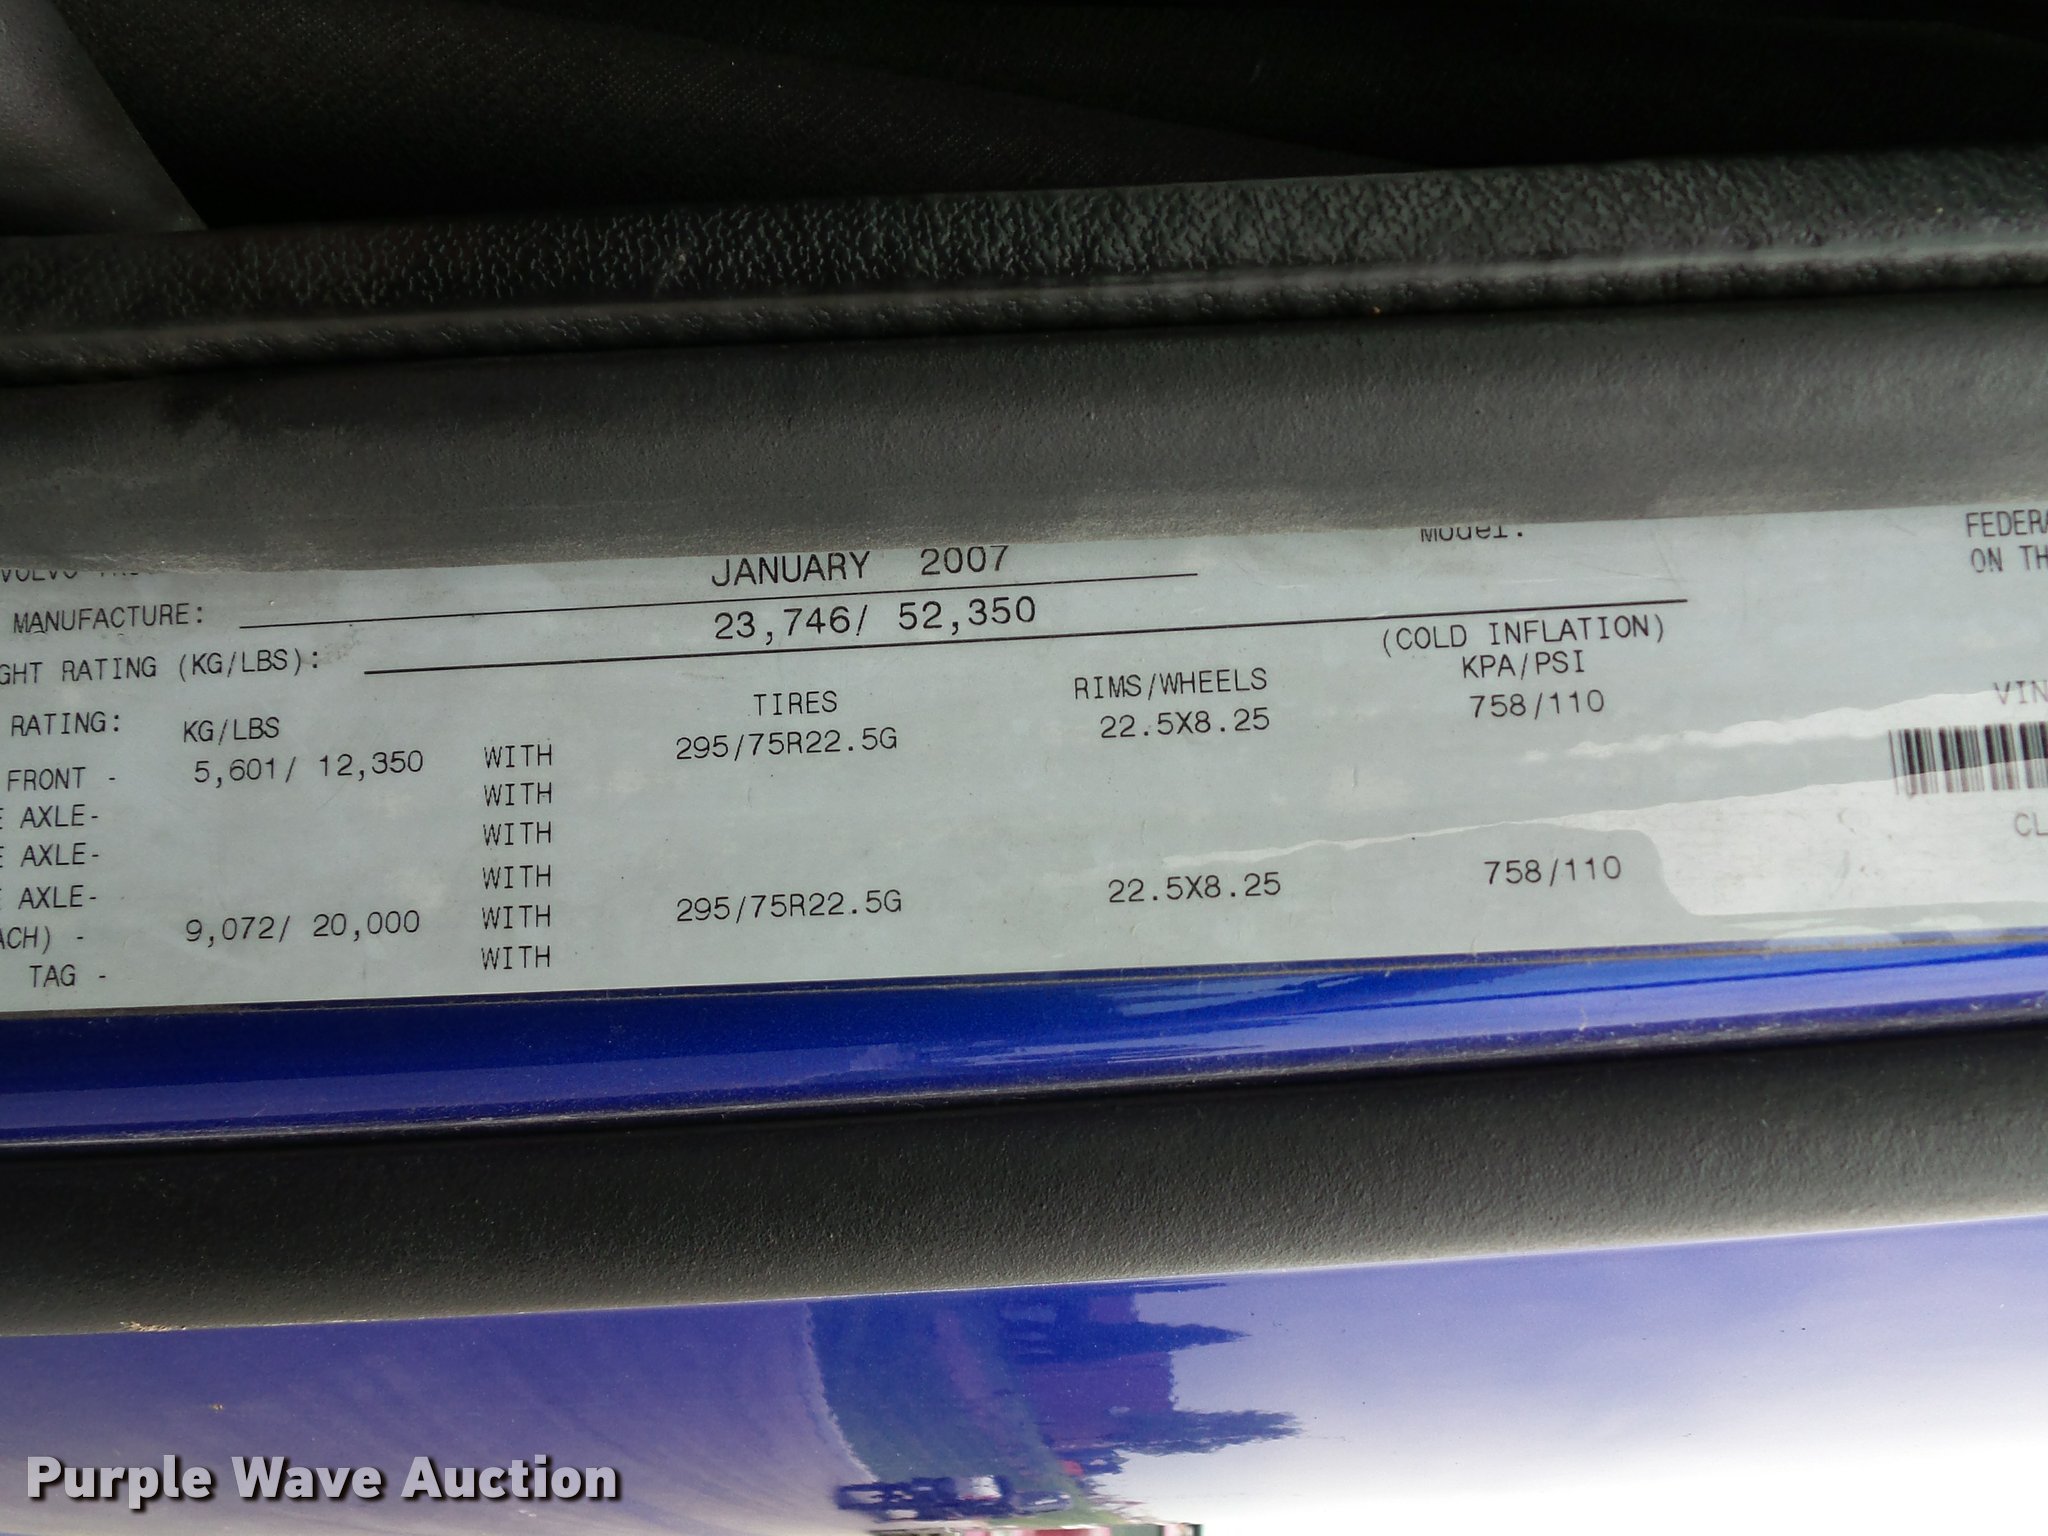 VOLVO
JANUARY 2007 Model:
MANUFACTURE:
23,746/ 52,350
RATING (KG/LBS):
(COLD INFLATION)
RATING: KG/LBS TIRES RIMS/WHEELS KPA/PSI
FRONT - 5,601/ 12,350 WITH 295/75R22.5G 22.5X8.25 758/110
AXLE- WITH
AXLE- WITH
AXLE- WITH
ACH) - 9,072/ 20,000 WITH 295/75R22.5G 22.5X8.25 758/110
TAG - WITH
FEDERA
ON TH
VIN
CL
Purple Wave Auction